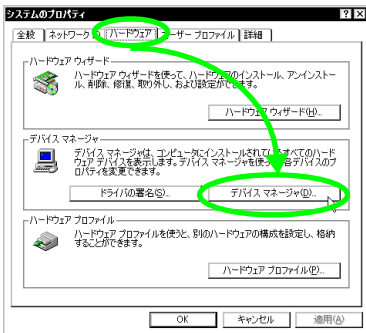 システムのプロパティ
全般
ネットワーク
ハードウェア
ユーザー プロファイル
詳細
ハードウェア ウィザード
ハードウェア ウィザードを使って、ハードウェアのインストール、アンインストー
ル、削除、修復、取り外し、および設定ができます。
ハードウェア ウィザード(H)...
デバイス マネージャ
デバイス マネージャは、コンピュータにインストールされているすべてのハード
ウェア デバイスを表示します。デバイス マネージャを使って、各デバイスのプ
ロパティを変更できます。
ドライバの署名(S)...
デバイス マネージャ(D)...
ハードウェア プロファイル
ハードウェア プロファイルを使うと、別のハードウェアの構成を設定し、格納
することができます。
ハードウェア プロファイル(P)...
OK
キャンセル
適用(A)